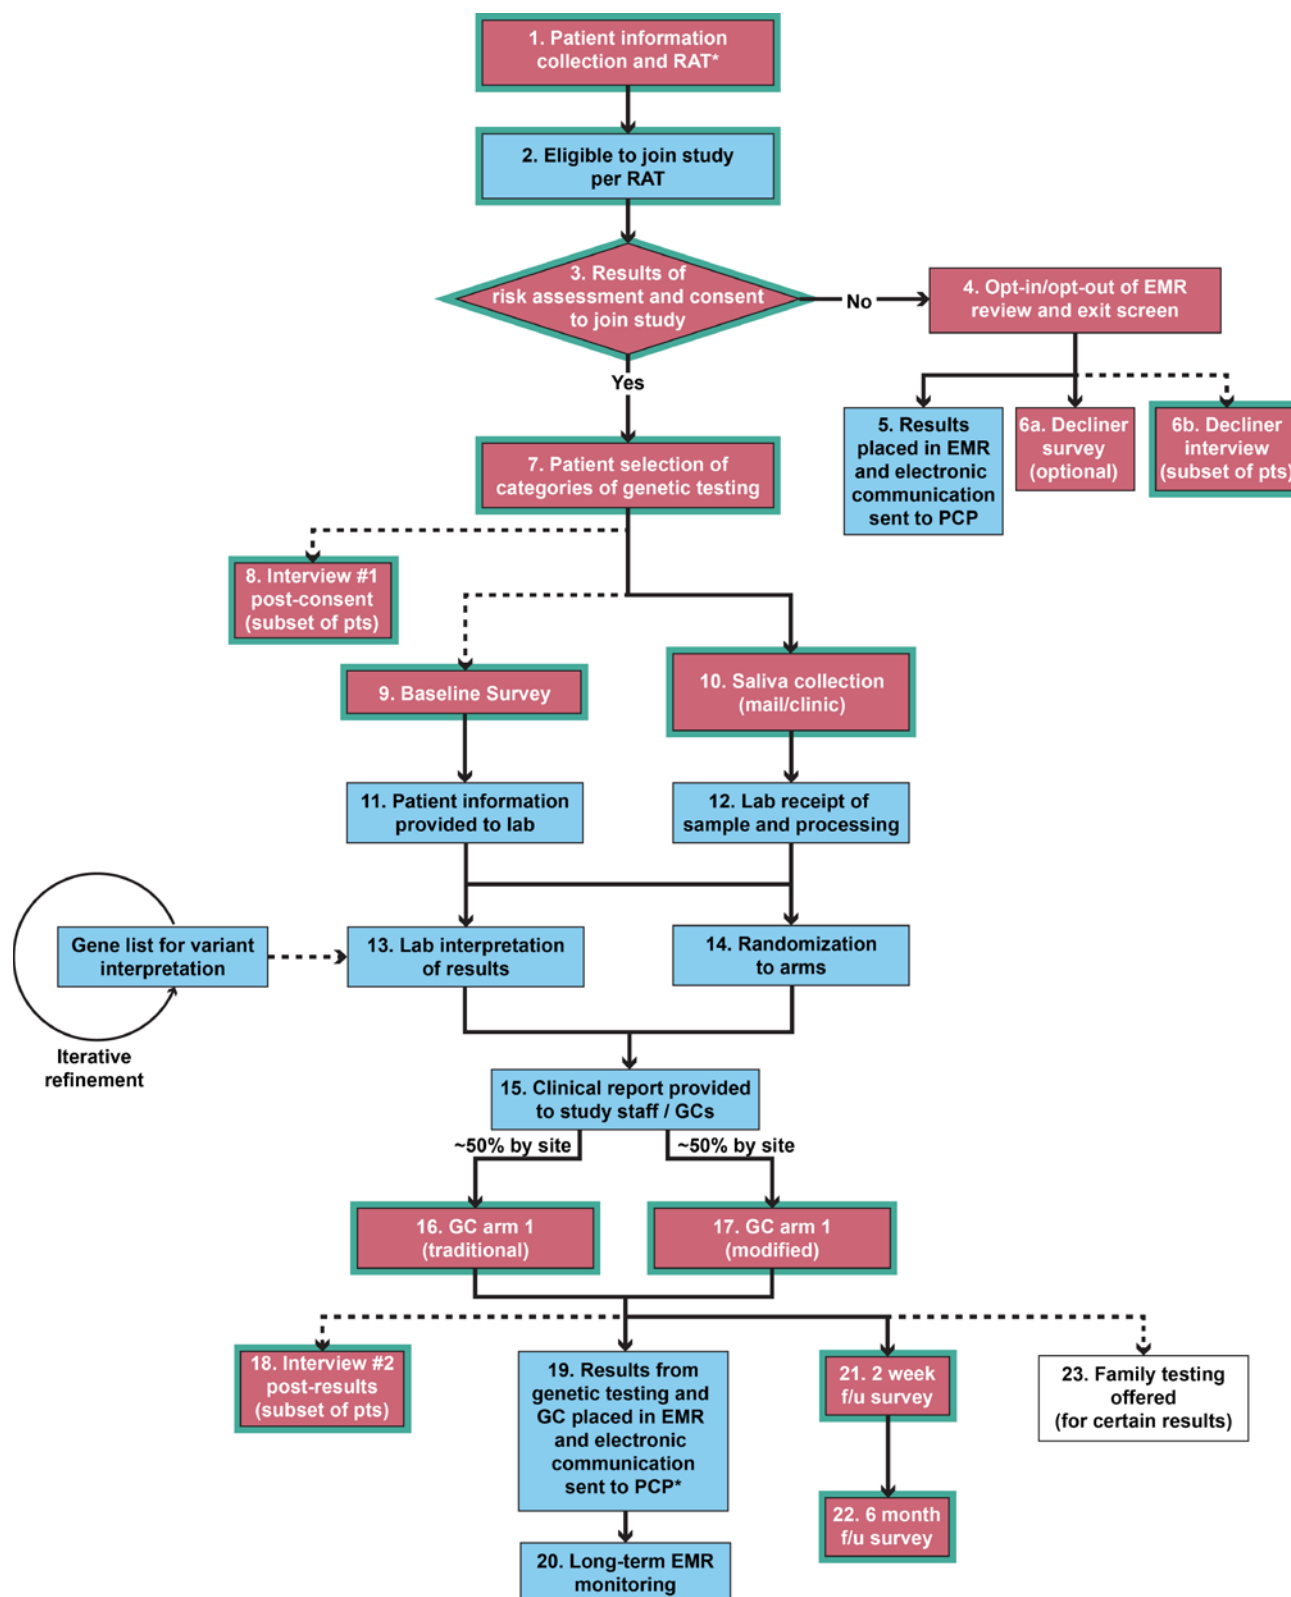 1. Patient information
collection and RAT*
2. Eligible to join study
per RAT
3. Results of
risk assessment and consent
to join study
No
4. Opt-in/opt-out of EMR
review and exit screen
Yes
5. Results
placed in EMR
and electronic
communication
sent to PCP
6a. Decliner
survey
(optional)
6b. Decliner
interview
(subset of pts)
7. Patient selection of
categories of genetic testing
8. Interview #1
post-consent
(subset of pts)
9. Baseline Survey
10. Saliva collection
(mail/clinic)
11. Patient information
provided to lab
12. Lab receipt of
sample and processing
Gene list for variant
interpretation
Iterative
refinement
13. Lab interpretation
of results
14. Randomization
to arms
15. Clinical report provided
to study staff / GCs
~50% by site
~50% by site
16. GC arm 1
(traditional)
17. GC arm 1
(modified)
18. Interview #2
post-results
(subset of pts)
19. Results from
genetic testing and
GC placed in EMR
and electronic
communication
sent to PCP*
20. Long-term EMR
monitoring
21. 2 week
f/u survey
22. 6 month
f/u survey
23. Family testing
offered
(for certain results)